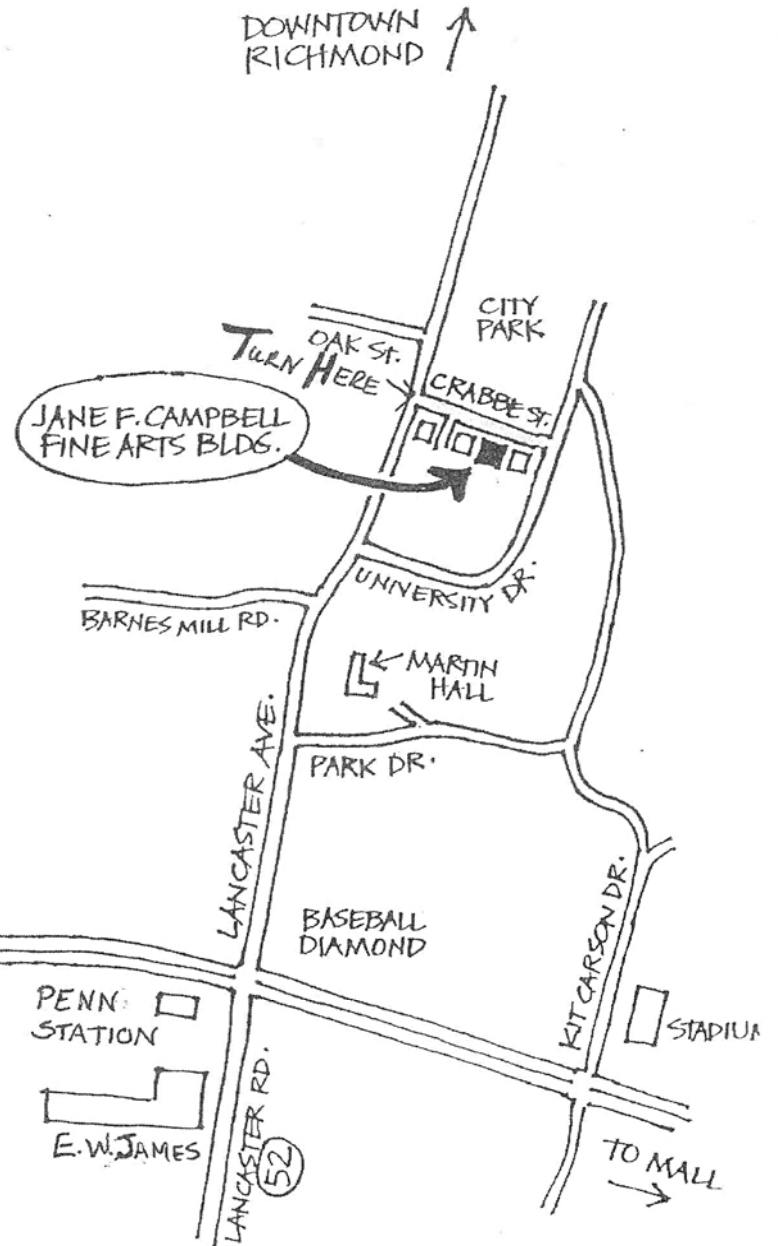 DOWNTOWN
RICHMOND
CITY
PARK
OAK ST.
TURN HERE
CRABBE ST.
JANE F. CAMPBELL
FINE ARTS BLDG.
UNIVERSITY DR.
BARNES MILL RD.
MARTIN
HALL
PARK DR.
LANCASTER AVE.
BASEBALL
DIAMOND
KIT CARSON DR.
PENN
STATION
STADIUM
E.W. JAMES
LANCASTER RD.
52
TO MALL